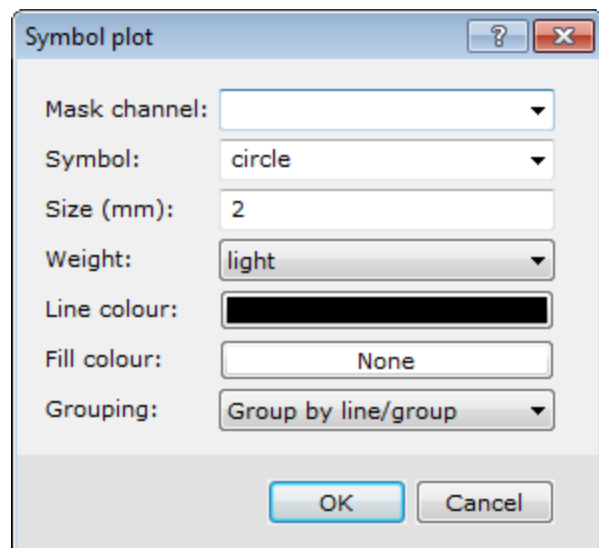 Symbol plot
?
Mask channel:
Symbol: circle
Size (mm): 2
Weight: light
Line colour:
Fill colour: None
Grouping: Group by line/group
OK Cancel